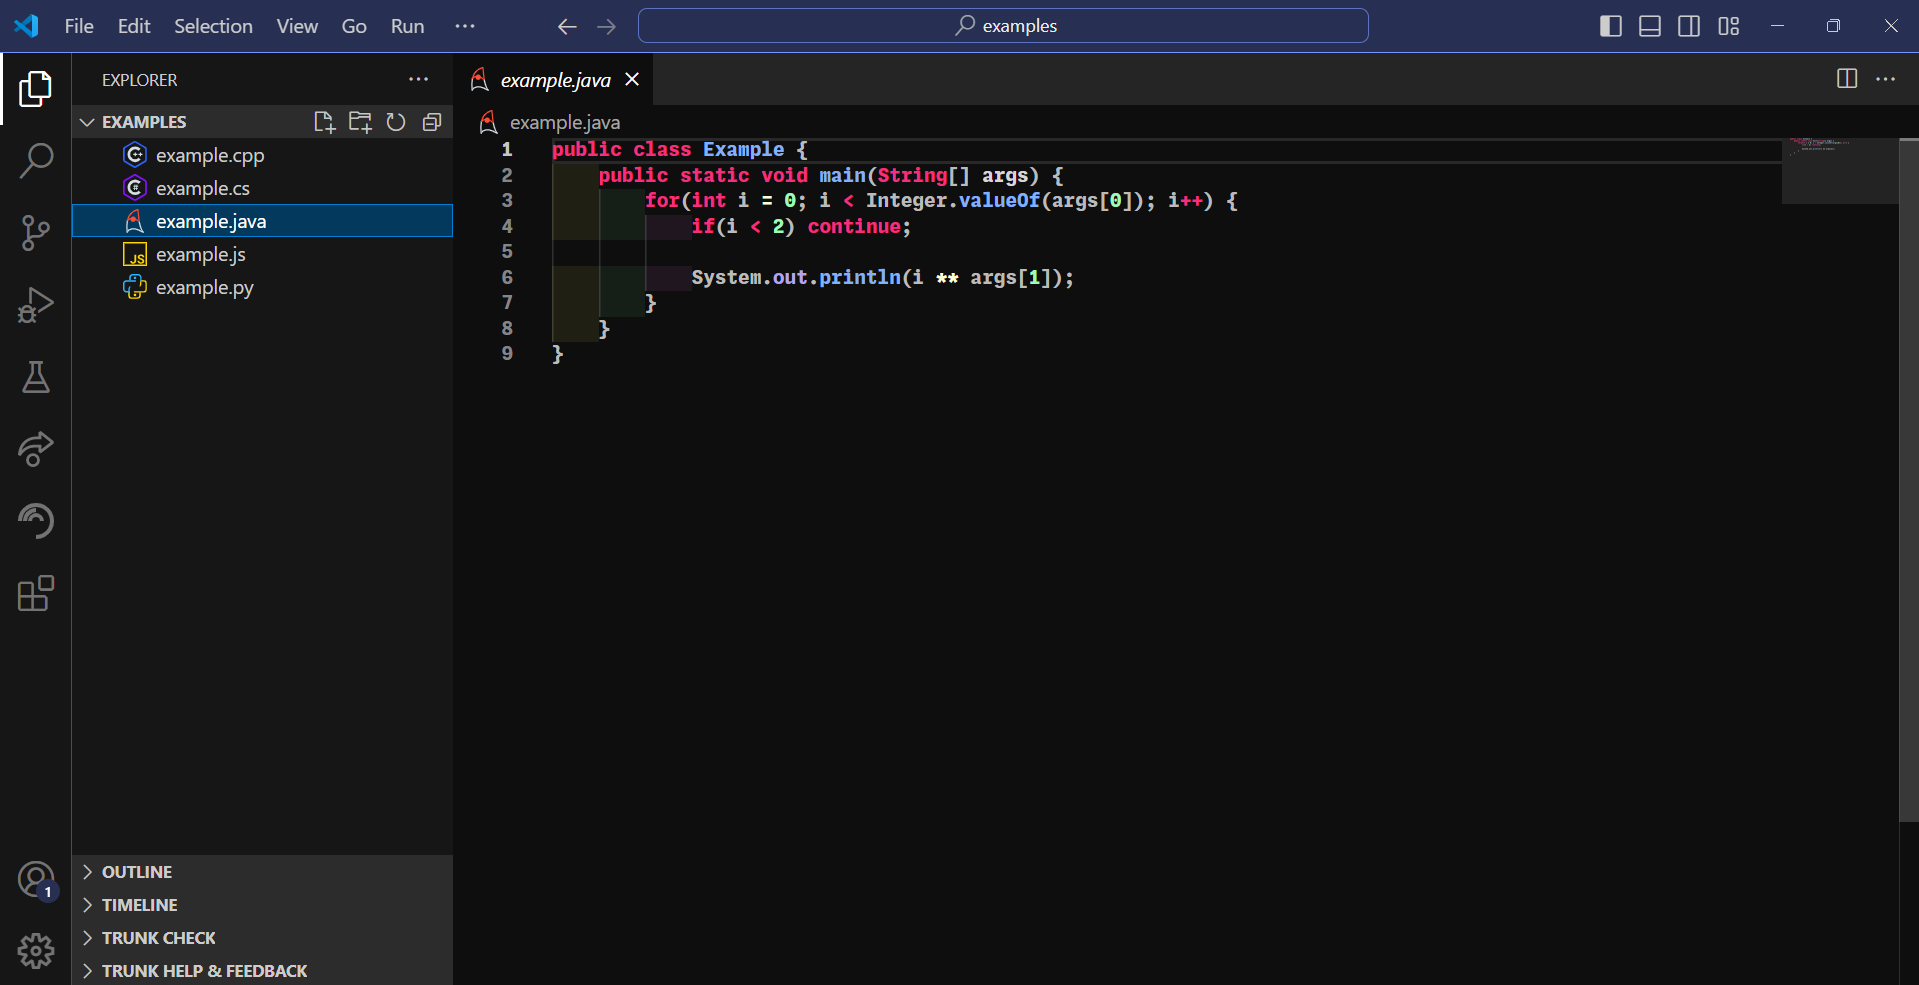 File Edit Selection View Go Run ··· examples
EXPLORER ···
example.java
EXAMPLES
example.java
example.cpp
example.cs
example.java
JS example.js
example.py
1 public class Example {
2 public static void main(String[] args) {
3 for(int i = 0; i < Integer.valueOf(args[0]); i++) {
4 if(i < 2) continue;
5
6 System.out.println(i ** args[1]);
7 }
8 }
9 }
1
OUTLINE
TIMELINE
TRUNK CHECK
TRUNK HELP & FEEDBACK